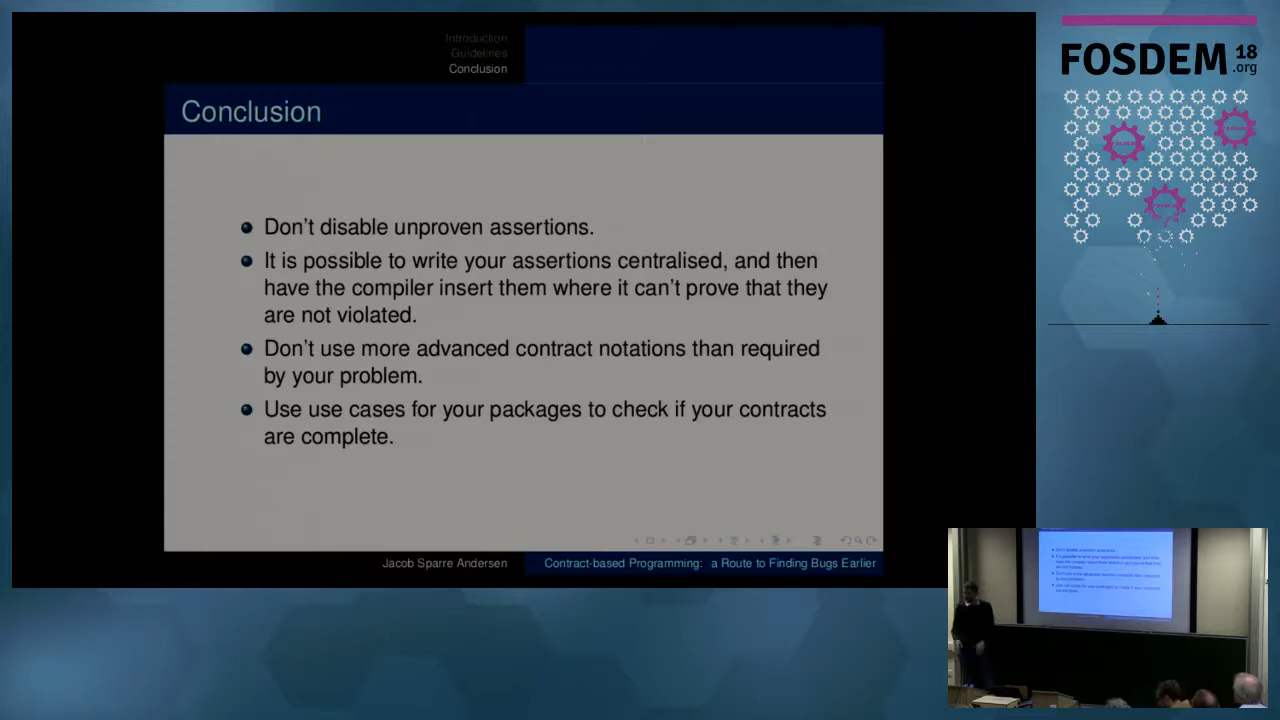 Introduction
Guidelines
Conclusion
Conclusion
Don't disable unproven assertions.
It is possible to write your assertions centralised, and then
have the compiler insert them where it can't prove that they
are not violated.
Don't use more advanced contract notations than required
by your problem.
Use use cases for your packages to check if your contracts
are complete.
Jacob Sparre Andersen
Contract-based Programming: a Route to Finding Bugs Earlier
FOSDEM 18
.org